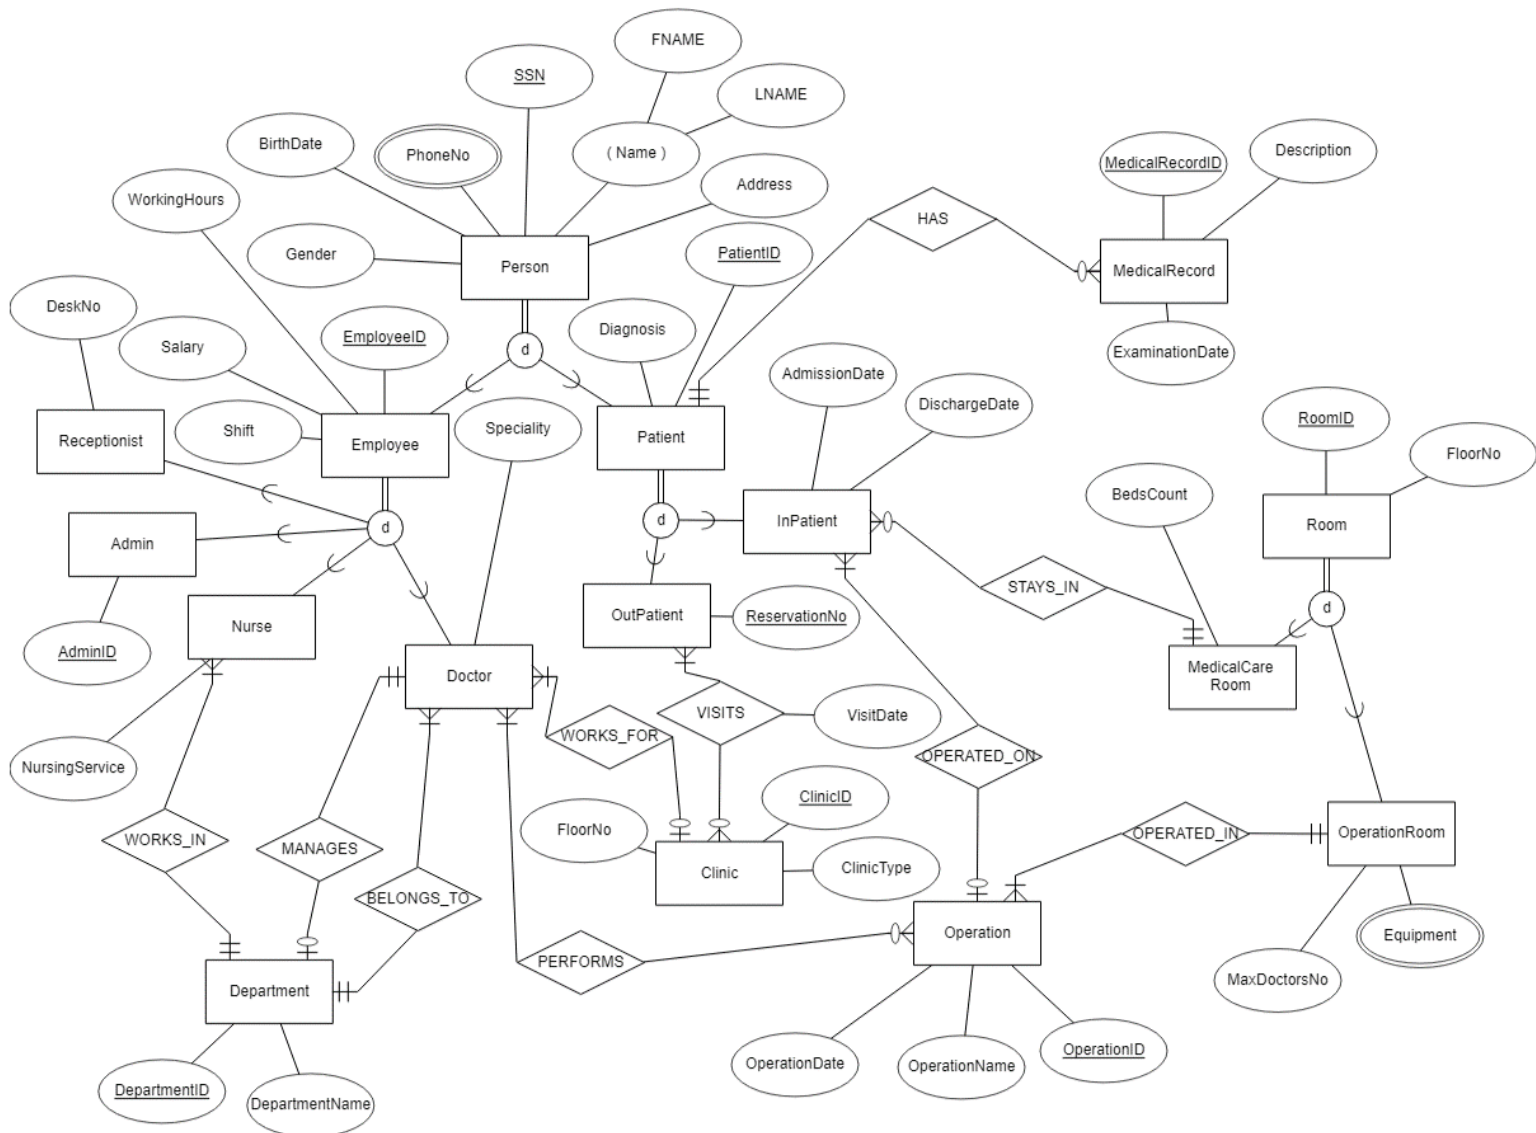 FNAME
SSN
LNAME
BirthDate
PhoneNo
( Name )
MedicalRecordID
Description
Address
WorkingHours
HAS
Gender
Person
PatientID
MedicalRecord
DeskNo
Diagnosis
EmployeeID
Salary
d
ExaminationDate
AdmissionDate
DischargeDate
RoomID
Speciality
Shift
Receptionist
Employee
Patient
FloorNo
BedsCount
d
d
InPatient
Room
Admin
STAYS_IN
d
OutPatient
ReservationNo
Nurse
AdminID
Doctor
MedicalCare
Room
VISITS
VisitDate
WORKS_FOR
OPERATED_ON
NursingService
ClinicID
FloorNo
WORKS_IN
MANAGES
OPERATED_IN
OperationRoom
Clinic
ClinicType
BELONGS_TO
Operation
Equipment
PERFORMS
MaxDoctorsNo
Department
OperationDate
OperationName
OperationID
DepartmentID
DepartmentName